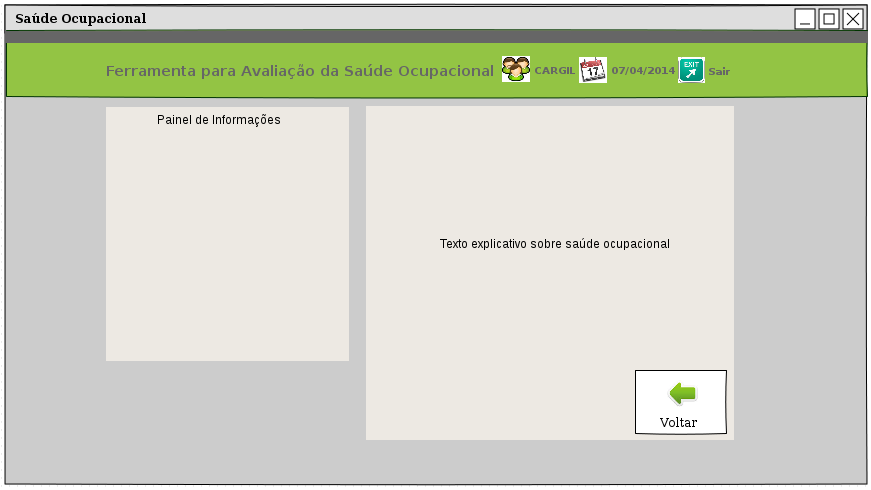 Saúde Ocupacional
Ferramenta para Avaliação da Saúde Ocupacional
CARGIL
17
07/04/2014
EXIT
Sair
Painel de Informações
Texto explicativo sobre saúde ocupacional
Voltar